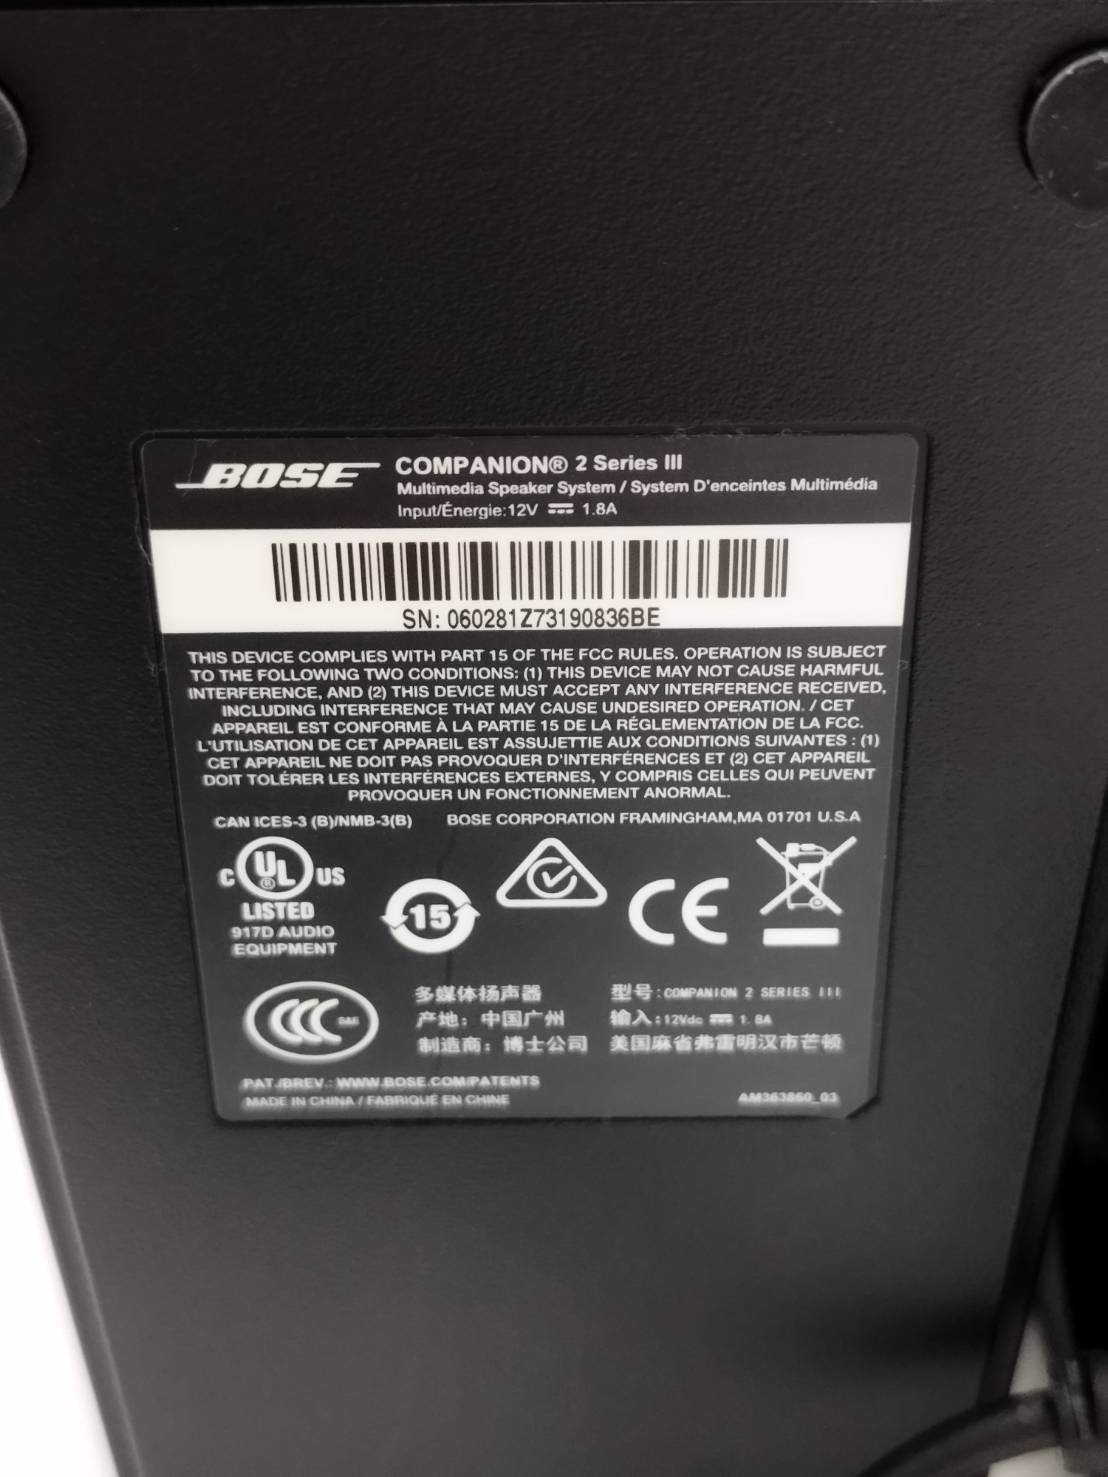 BOSE COMPANION® 2 Series III
Multimedia Speaker System / System D'enceintes Multimédia
Input/Énergie:12V ⎓ 1.8A
SN: 060281Z73190836BE
THIS DEVICE COMPLIES WITH PART 15 OF THE FCC RULES. OPERATION IS SUBJECT
TO THE FOLLOWING TWO CONDITIONS: (1) THIS DEVICE MAY NOT CAUSE HARMFUL
INTERFERENCE, AND (2) THIS DEVICE MUST ACCEPT ANY INTERFERENCE RECEIVED,
INCLUDING INTERFERENCE THAT MAY CAUSE UNDESIRED OPERATION. / CET
APPAREIL EST CONFORME À LA PARTIE 15 DE LA RÉGLEMENTATION DE LA FCC.
L'UTILISATION DE CET APPAREIL EST ASSUJETTIE AUX CONDITIONS SUIVANTES : (1)
CET APPAREIL NE DOIT PAS PROVOQUER D'INTERFÉRENCES ET (2) CET APPAREIL
DOIT TOLÉRER LES INTERFÉRENCES EXTERNES, Y COMPRIS CELLES QUI PEUVENT
PROVOQUER UN FONCTIONNEMENT ANORMAL.
CAN ICES-3 (B)/NMB-3(B) BOSE CORPORATION FRAMINGHAM,MA 01701 U.S.A
C UL® US
LISTED
917D AUDIO
EQUIPMENT
15
CE
CCC S&E
多媒体扬声器 型号:COMPANION 2 SERIES III
产地：中国广州 输入:12Vdc ⎓ 1.8A
制造商：博士公司 美国麻省弗雷明汉市芒顿
PAT./BREV.: WWW.BOSE.COM/PATENTS
MADE IN CHINA / FABRIQUÉ EN CHINE AM363860_03